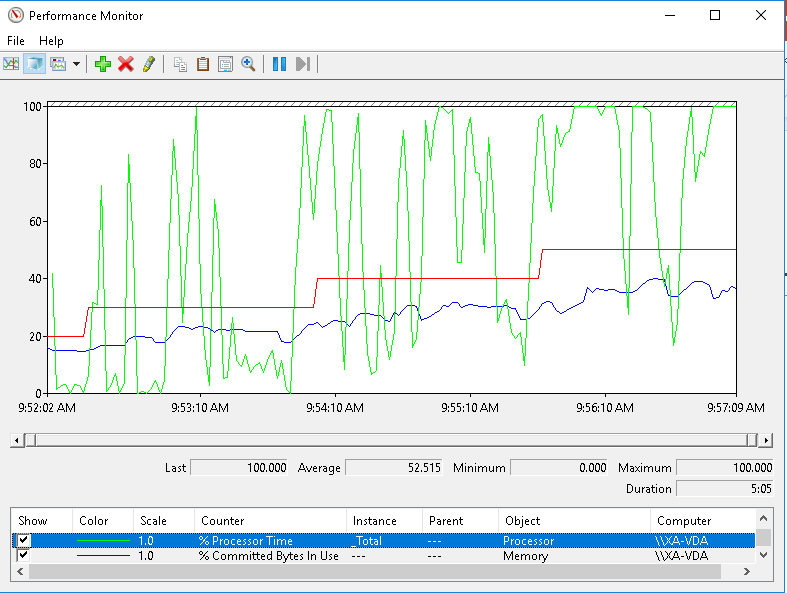 Performance Monitor
File Help
100
80
60
40
20
0
9:52:02 AM 9:53:10 AM 9:54:10 AM 9:55:10 AM 9:56:10 AM 9:57:09 AM
Last 100.000 Average 52.515 Minimum 0.000 Maximum 100.000
Duration 5:05
Show Color Scale Counter Instance Parent Object Computer
1.0 % Processor Time _Total --- Processor \\XA-VDA
1.0 % Committed Bytes In Use --- --- Memory \\XA-VDA